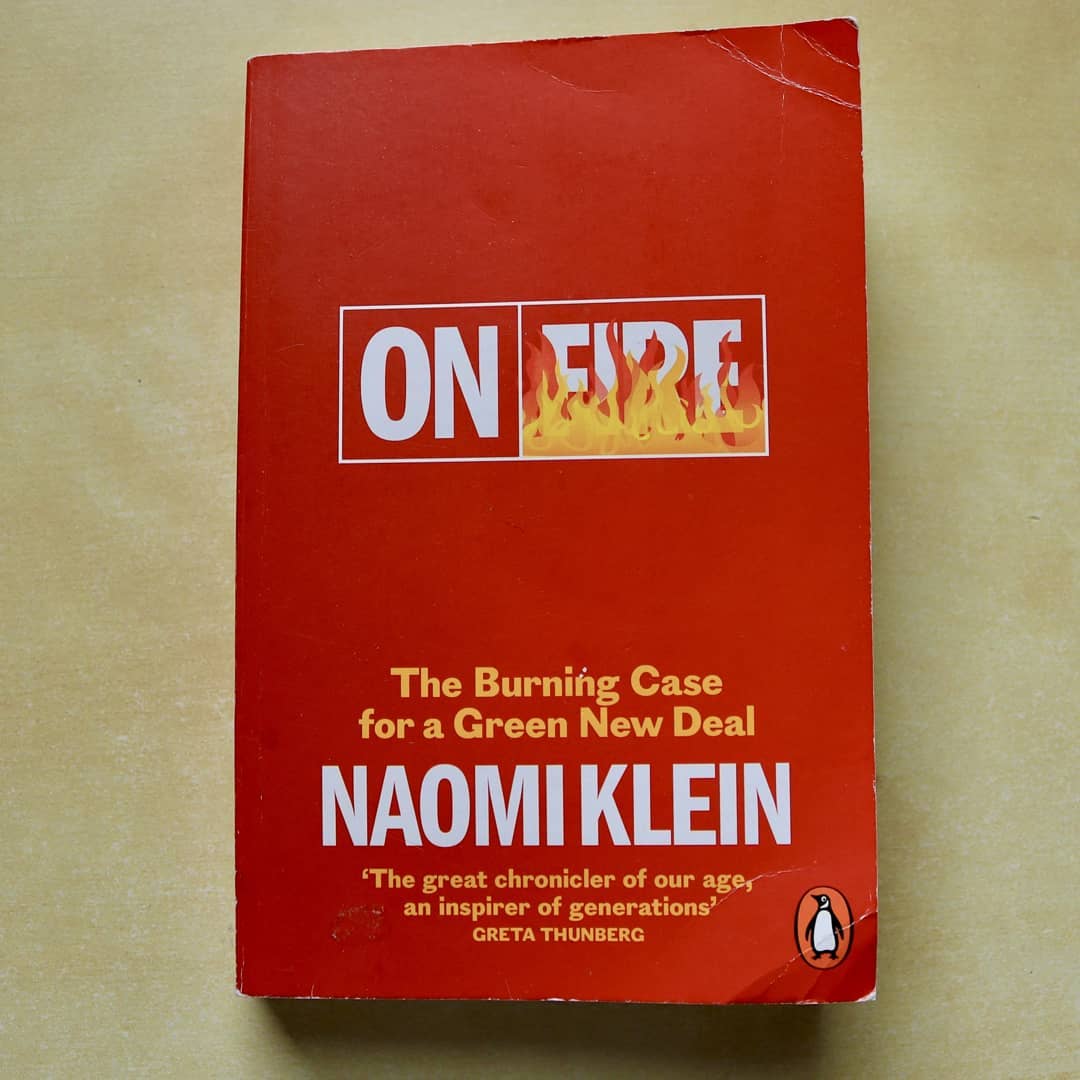 ON FIRE
The Burning Case
for a Green New Deal
NAOMI KLEIN
‘The great chronicler of our age,
an inspirer of generations’
GRETA THUNBERG